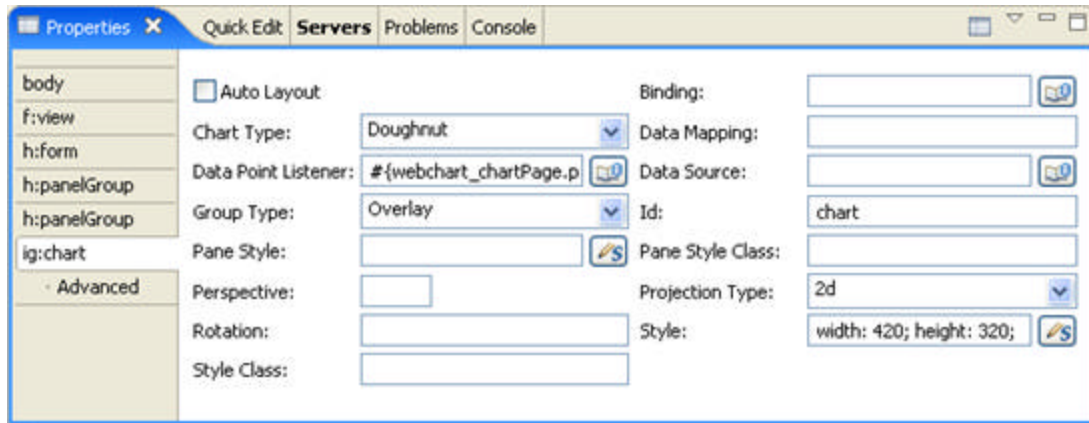 Properties Quick Edit Servers Problems Console
body
f:view
h:form
h:panelGroup
h:panelGroup
ig:chart
· Advanced
Auto Layout Binding:
Chart Type: Doughnut Data Mapping:
Data Point Listener: #{webchart_chartPage.p Data Source:
Group Type: Overlay Id: chart
Pane Style: Pane Style Class:
Perspective: Projection Type: 2d
Rotation: Style: width: 420; height: 320;
Style Class: